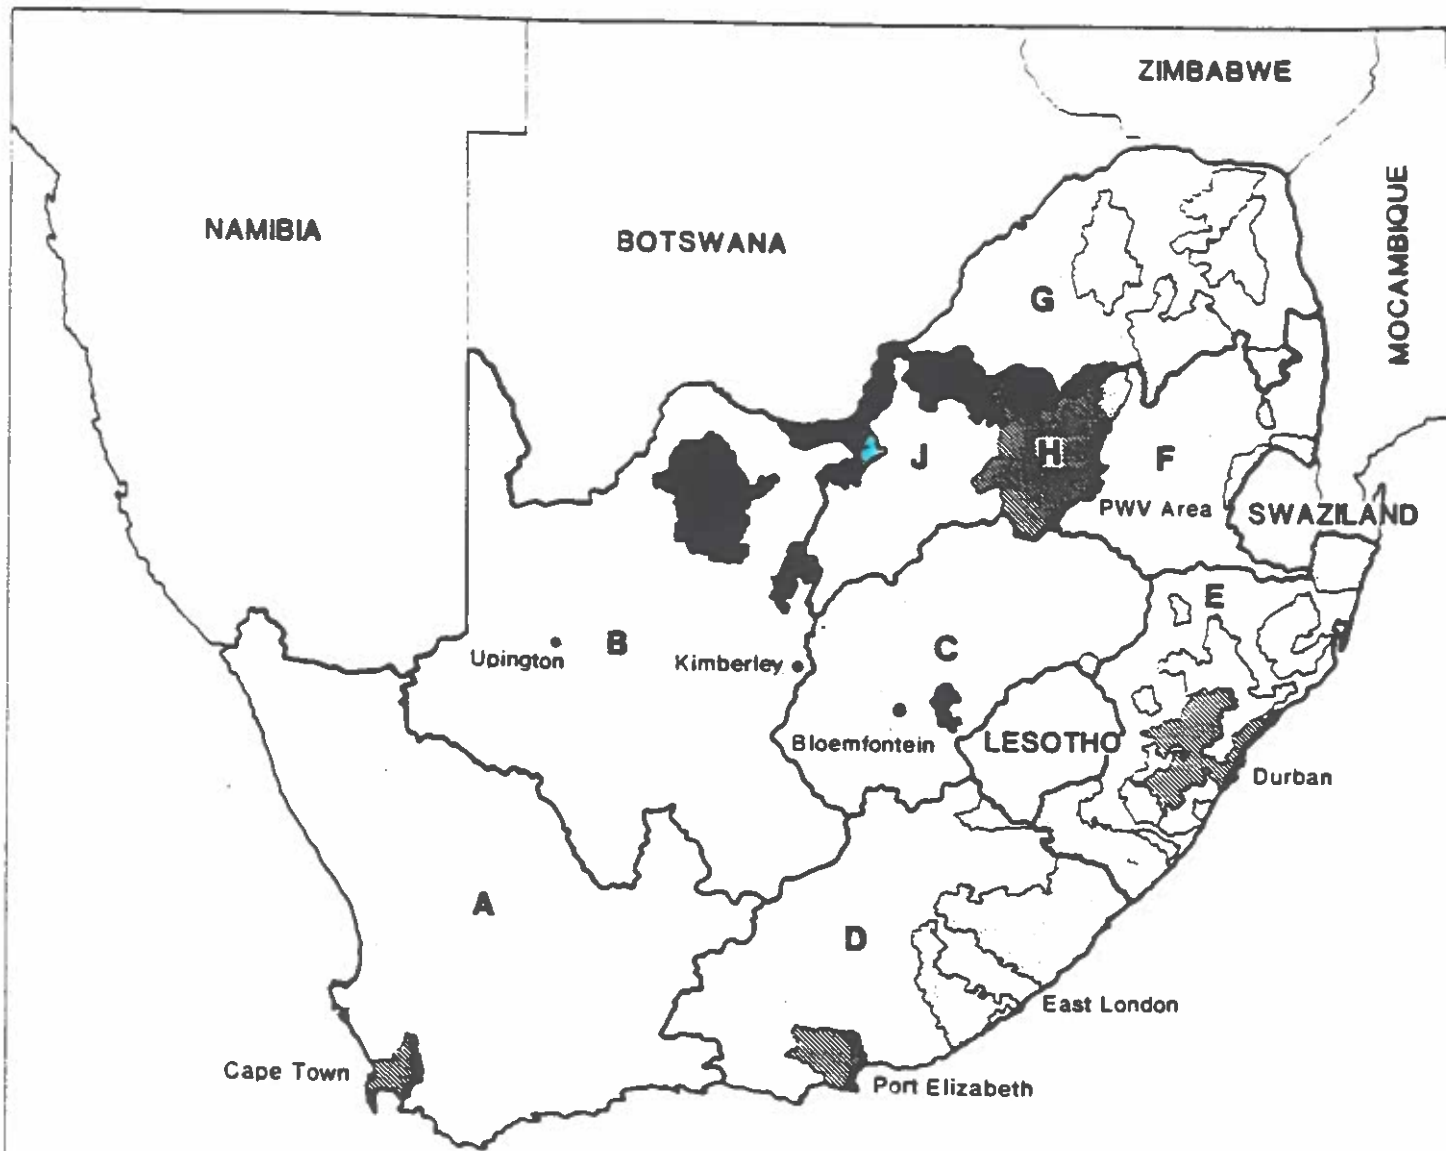 ZIMBABWE
NAMIBIA
BOTSWANA
MOCAMBIQUE
G
J
H
F
PWV Area
SWAZILAND
E
B
Upington
Kimberley
C
Bloemfontein
LESOTHO
Durban
A
D
East London
Cape Town
Port Elizabeth